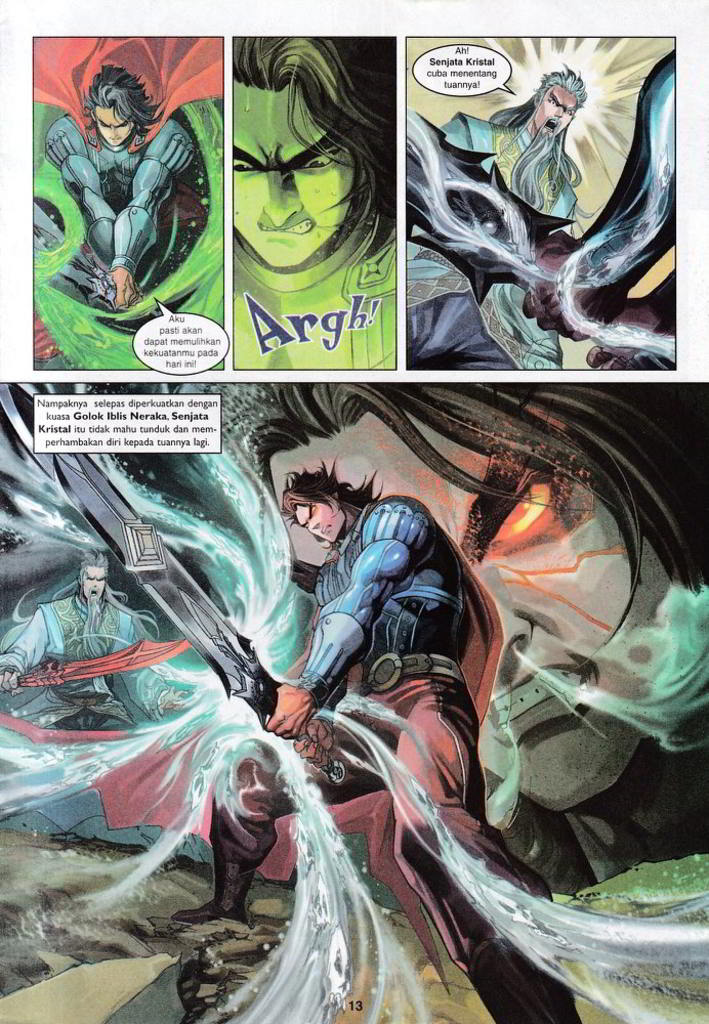 Aku
pasti akan
dapat memulihkan
kekuatanmu pada
hari ini!
Argh!
Ah!
Senjata Kristal
cuba menentang
tuannya!
Nampaknya selepas diperkuatkan dengan
kuasa Golok Iblis Neraka, Senjata
Kristal itu tidak mahu tunduk dan mem-
perhambakan diri kepada tuannya lagi.
13